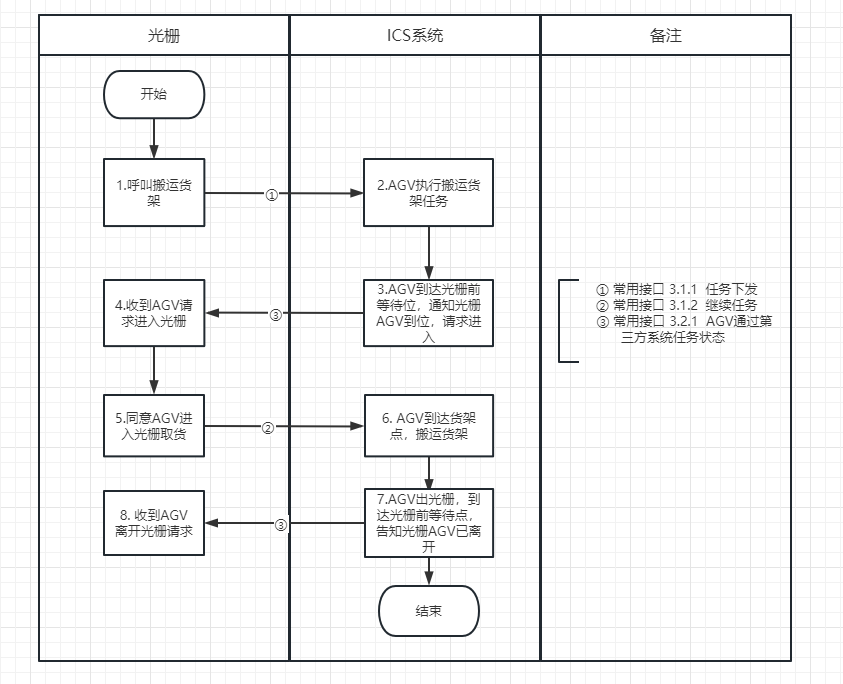 光栅
ICS系统
备注
开始
1.呼叫搬运货
架
①
2.AGV执行搬运货
架任务
3.AGV到达光栅前
等待位，通知光栅
AGV到位，请求进
入
③
4.收到AGV请
求进入光栅
① 常用接口 3.1.1 任务下发
② 常用接口 3.1.2 继续任务
③ 常用接口 3.2.1 AGV通过第
三方系统任务状态
5.同意AGV进
入光栅取货
②
6. AGV到达货架
点，搬运货架
7.AGV出光栅，到
达光栅前等待点，
告知光栅AGV已离
开
③
8. 收到AGV
离开光栅请求
结束